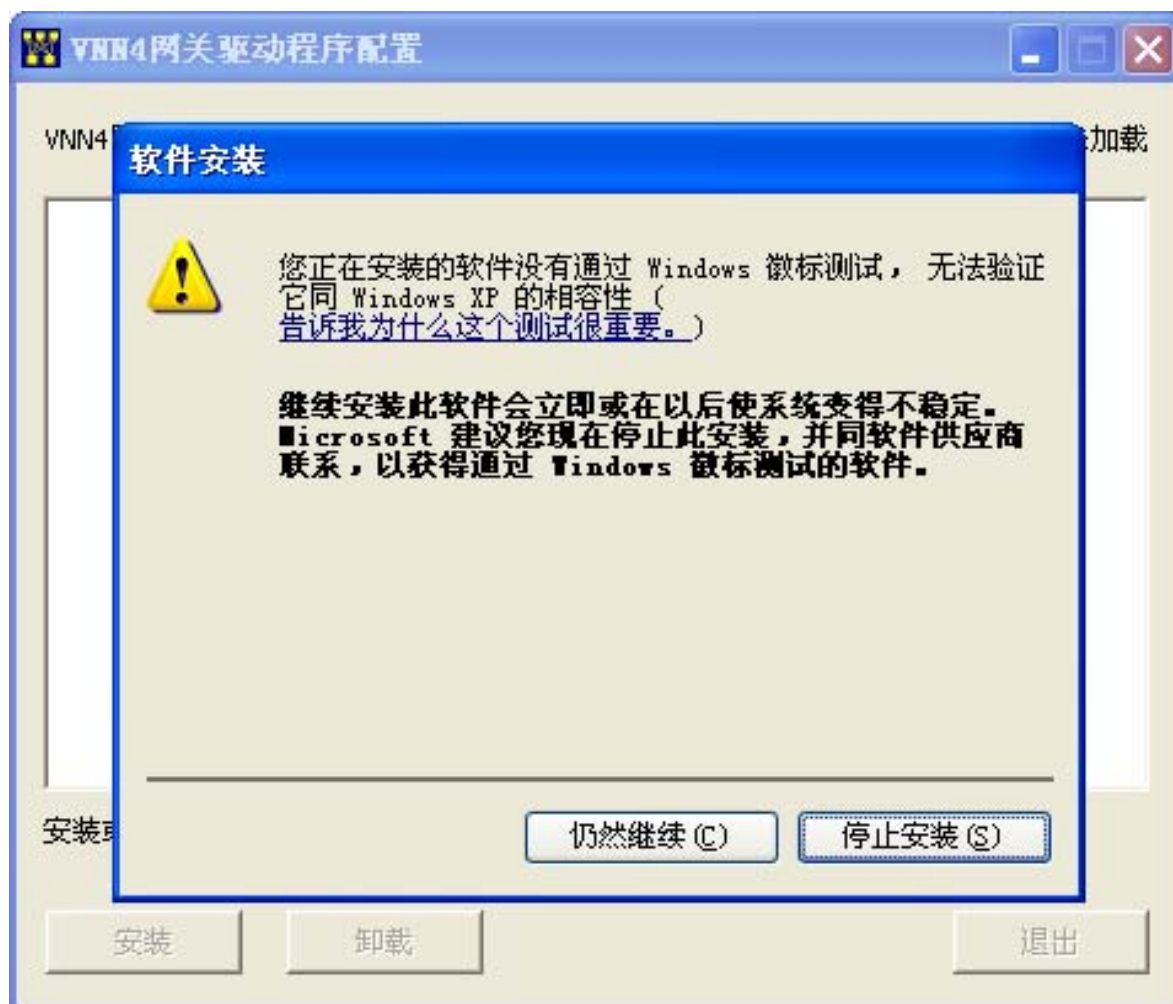 VNN4网关驱动程序配置
VNN4
加载
软件安装
您正在安装的软件没有通过 Windows 徽标测试， 无法验证
它同 Windows XP 的相容性 (
告诉我为什么这个测试很重要。)
继续安装此软件会立即或在以后使系统变得不稳定。
Microsoft 建议您现在停止此安装，并同软件供应商
联系，以获得通过 Windows 徽标测试的软件。
仍然继续(C)
停止安装(S)
安装
安装
卸载
退出